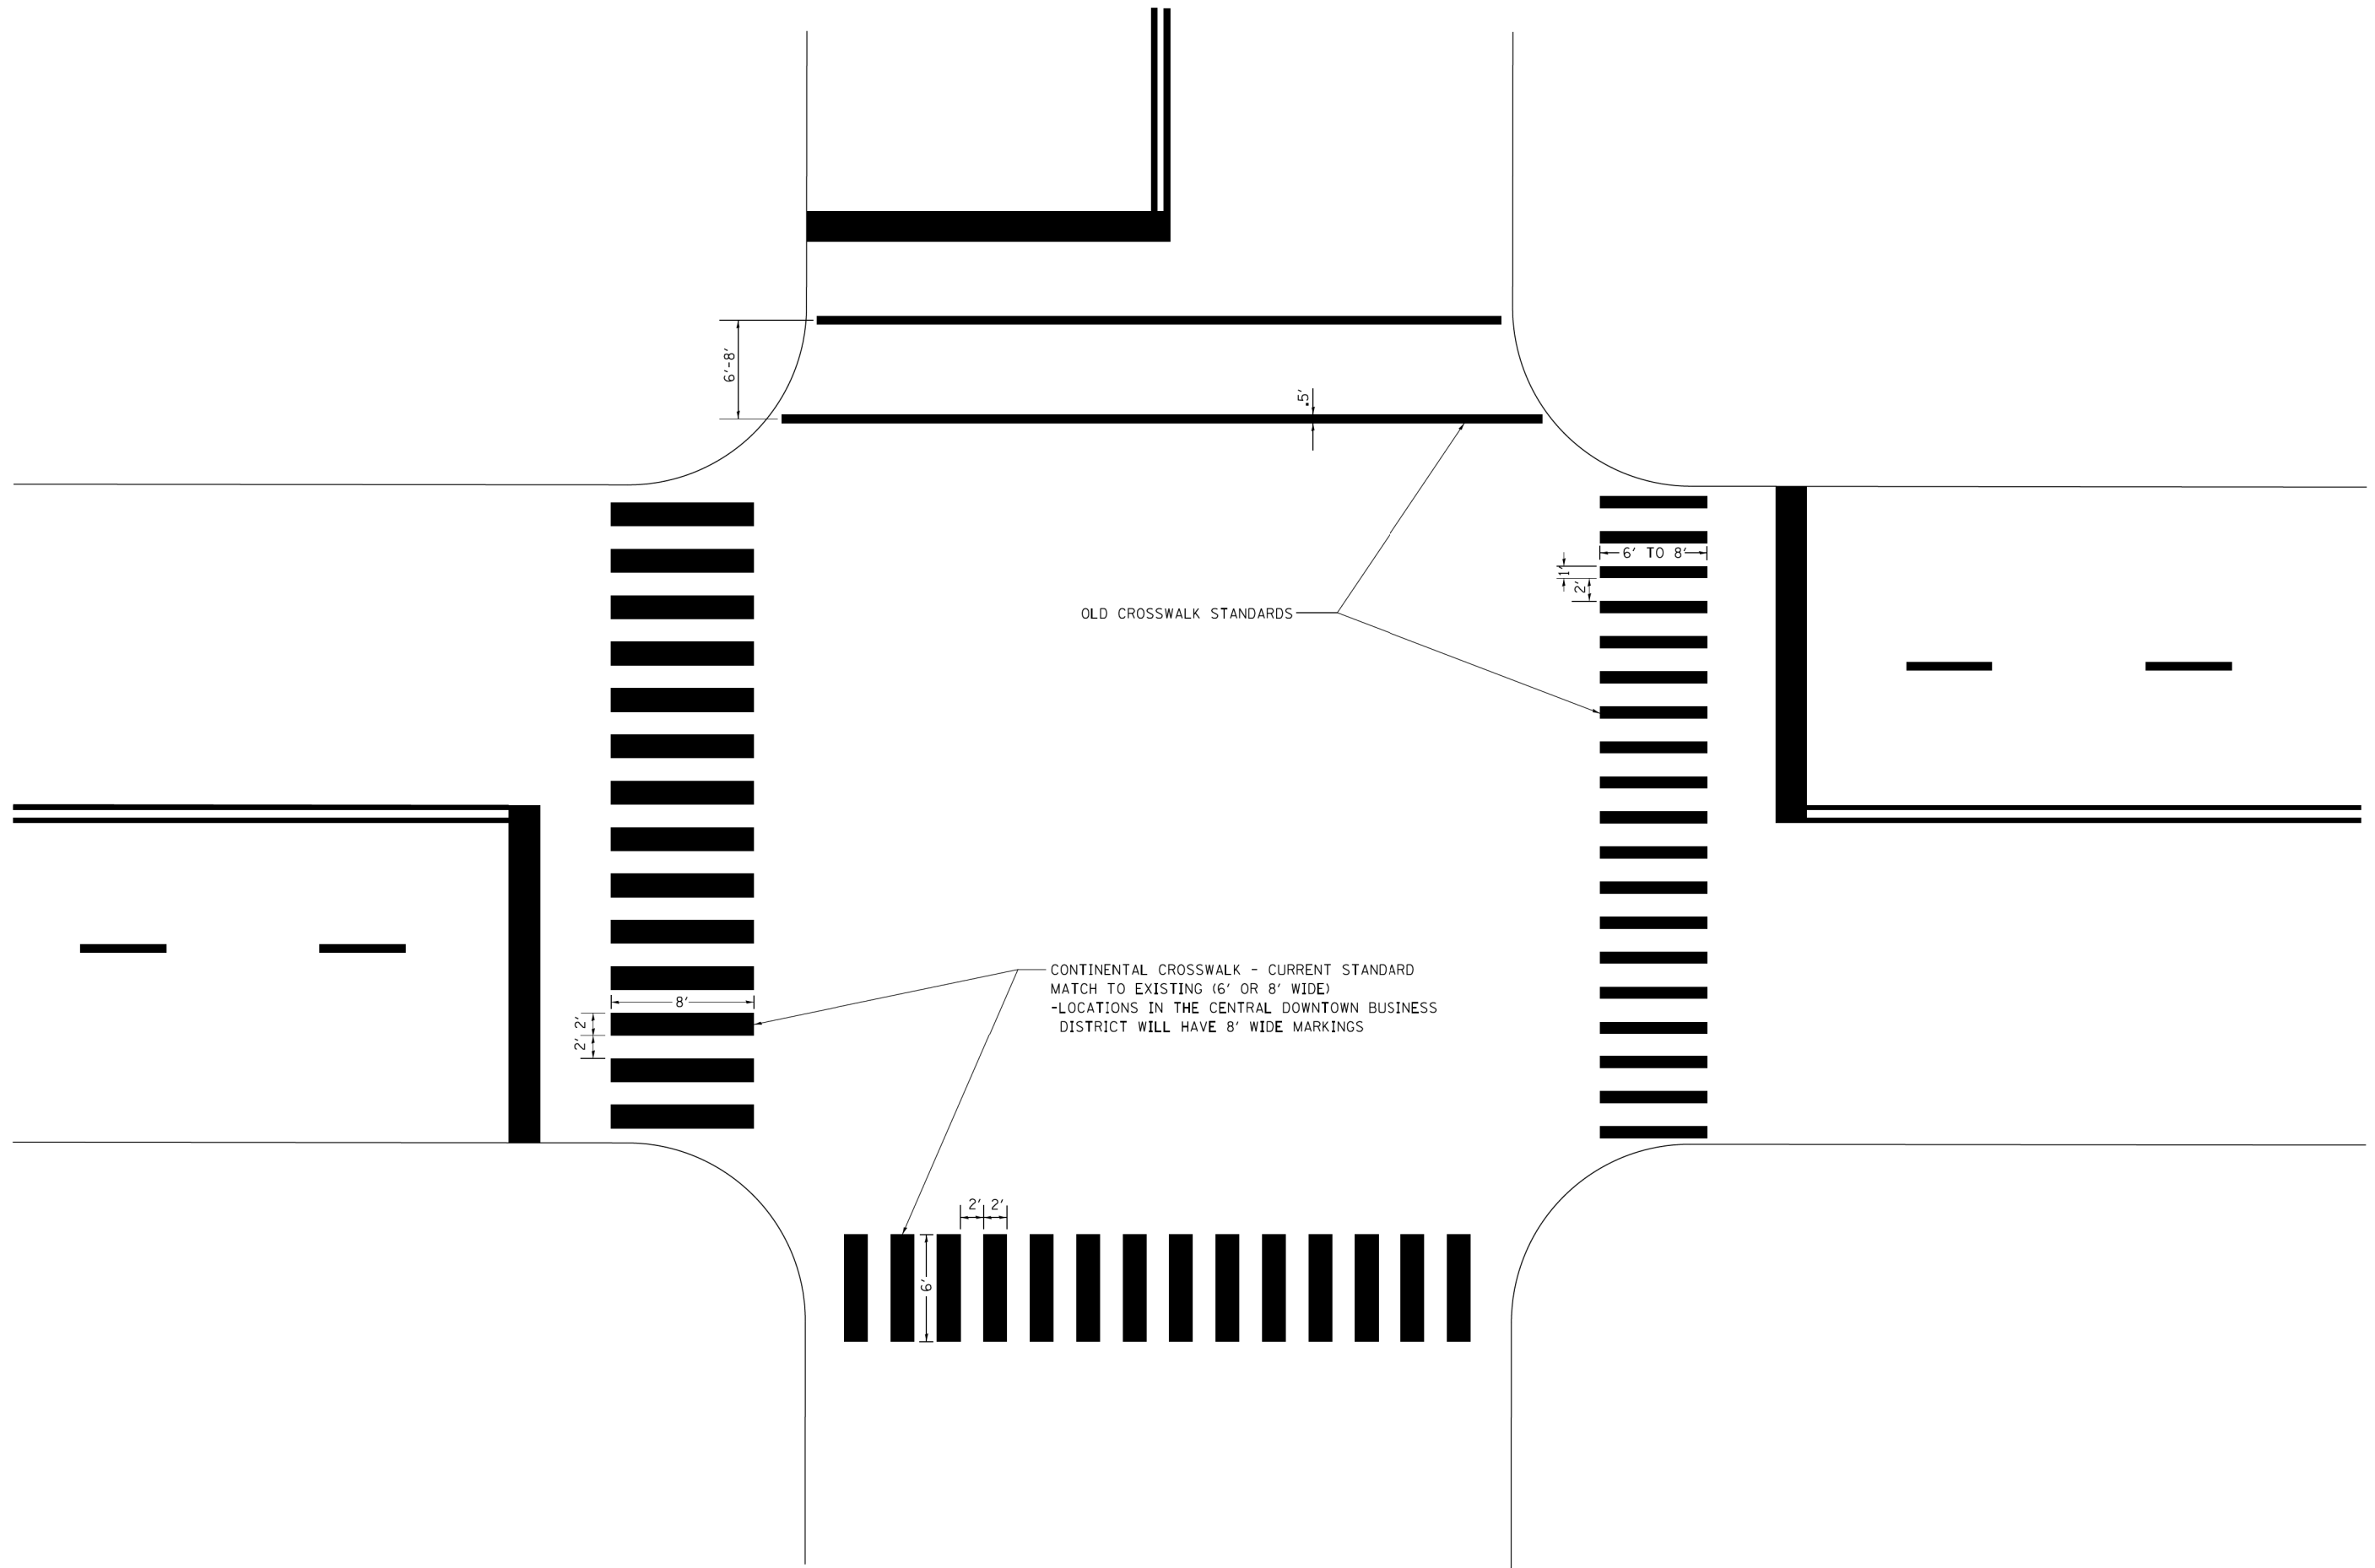 6'-8'
.5'
6' TO 8'
1'
2'
OLD CROSSWALK STANDARDS
CONTINENTAL CROSSWALK - CURRENT STANDARD
MATCH TO EXISTING (6' OR 8' WIDE)
-LOCATIONS IN THE CENTRAL DOWNTOWN BUSINESS
DISTRICT WILL HAVE 8' WIDE MARKINGS
8'
2'
2'
2' 2'
6'